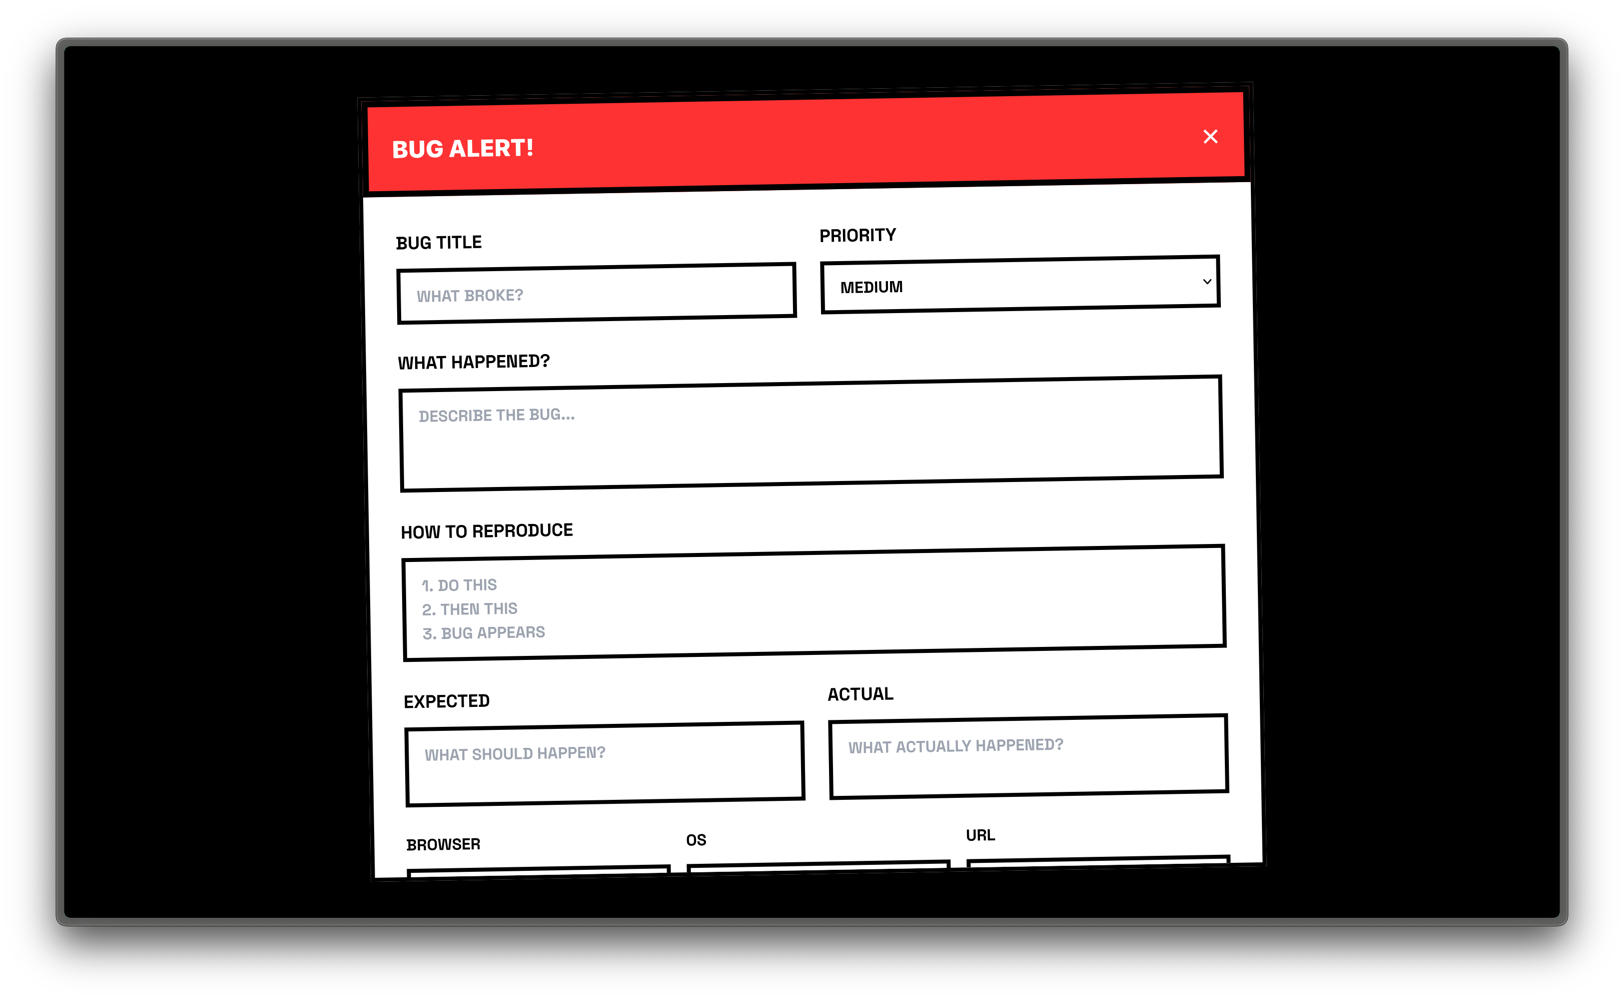 BUG ALERT!
BUG TITLE
PRIORITY
WHAT BROKE?
MEDIUM
WHAT HAPPENED?
DESCRIBE THE BUG...
HOW TO REPRODUCE
1. DO THIS
2. THEN THIS
3. BUG APPEARS
EXPECTED
ACTUAL
WHAT SHOULD HAPPEN?
WHAT ACTUALLY HAPPENED?
BROWSER
OS
URL